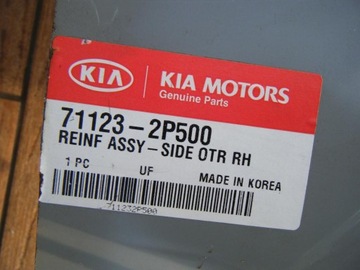 KIA KIA MOTORS
Genuine Parts
71123-2P500
REINF ASSY-SIDE OTR RH
1 PC UF MADE IN KOREA
711232P500